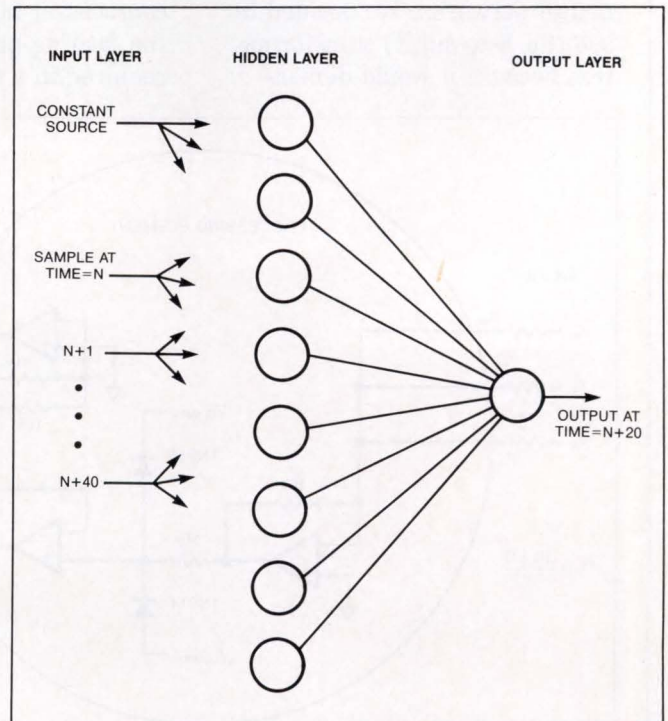 INPUT LAYER
HIDDEN LAYER
OUTPUT LAYER
CONSTANT
SOURCE
SAMPLE AT
TIME=N
N+1
N+40
OUTPUT AT
TIME=N+20